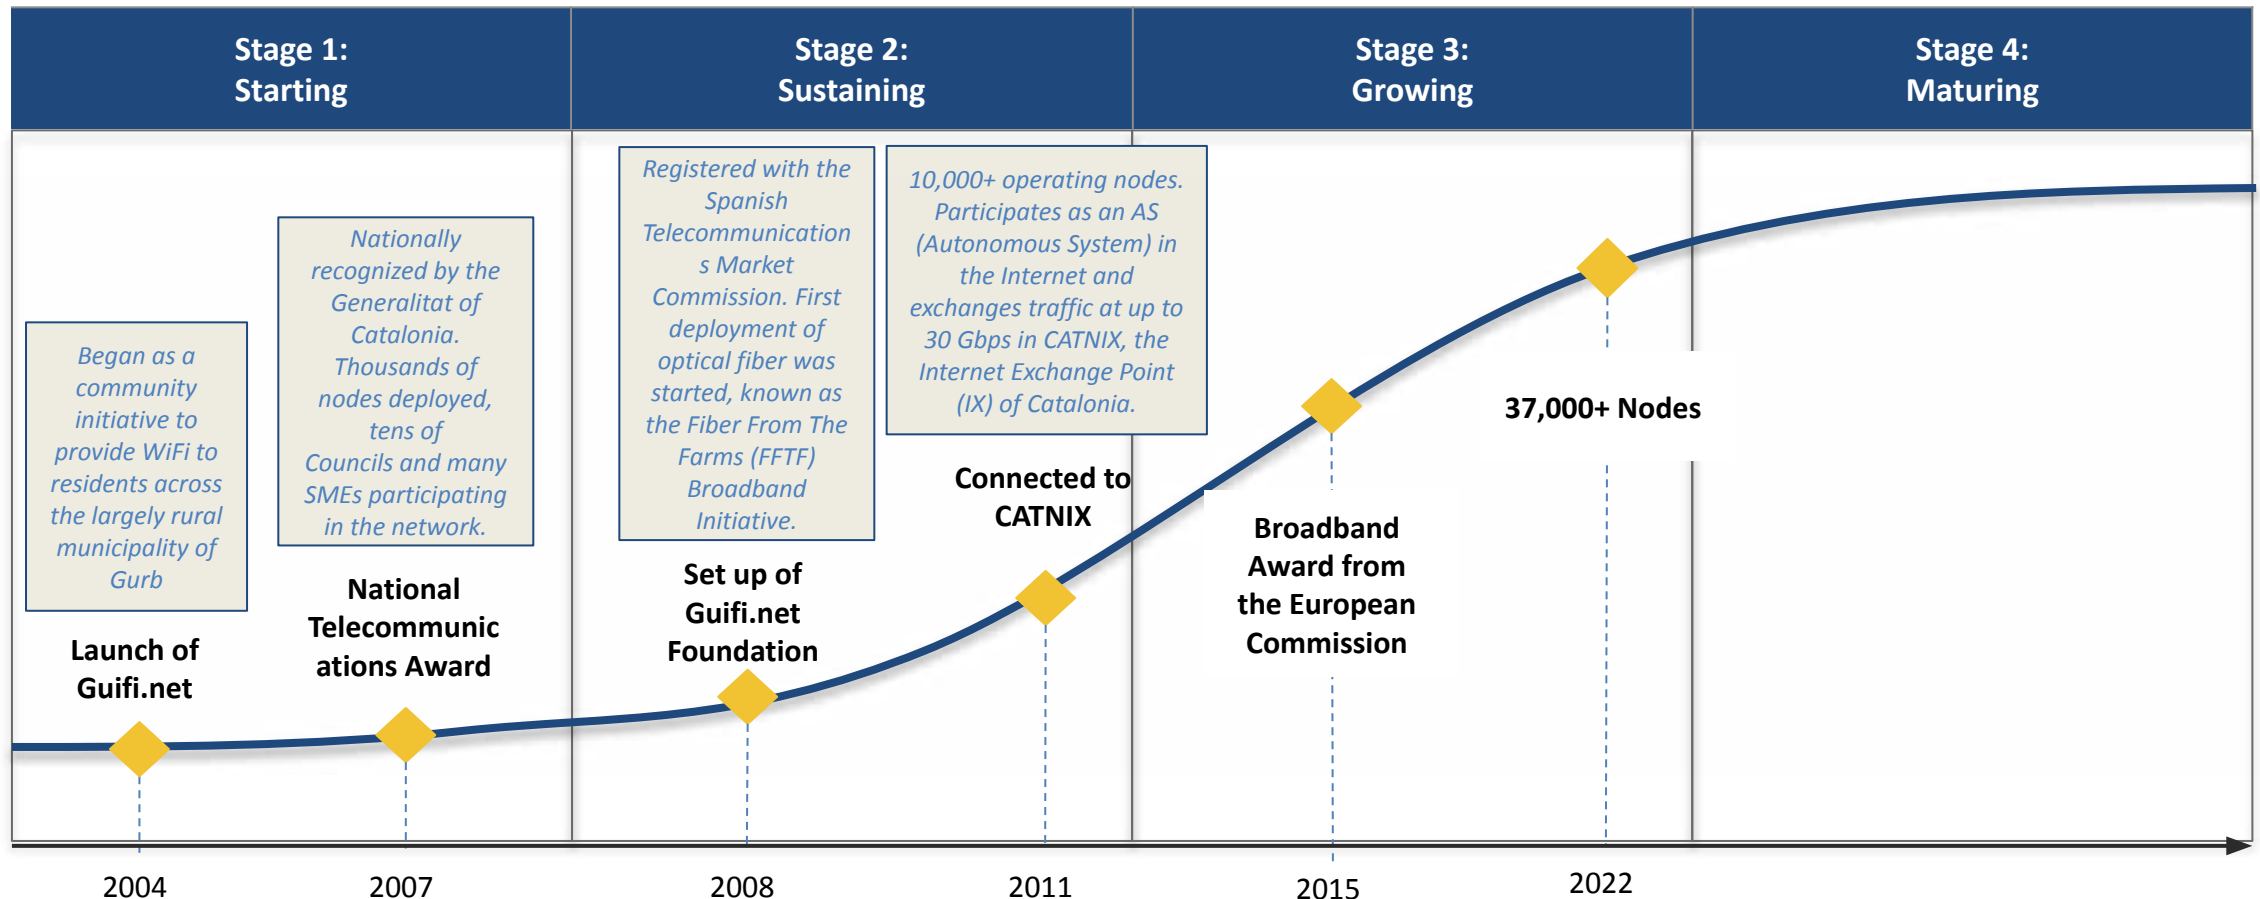 Stage 1:
Starting
Stage 2:
Sustaining
Stage 3:
Growing
Stage 4:
Maturing
Began as a
community
initiative to
provide WiFi to
residents across
the largely rural
municipality of
Gurb
Launch of
Guifi.net
Nationally
recognized by the
Generalitat of
Catalonia.
Thousands of
nodes deployed,
tens of
Councils and many
SMEs participating
in the network.
National
Telecommunic
ations Award
Registered with the
Spanish
Telecommunication
s Market
Commission. First
deployment of
optical fiber was
started, known as
the Fiber From The
Farms (FFTF)
Broadband
Initiative.
Set up of
Guifi.net
Foundation
10,000+ operating nodes.
Participates as an AS
(Autonomous System) in
the Internet and
exchanges traffic at up to
30 Gbps in CATNIX, the
Internet Exchange Point
(IX) of Catalonia.
Connected to
CATNIX
Broadband
Award from
the European
Commission
37,000+ Nodes
2004
2007
2008
2011
2015
2022